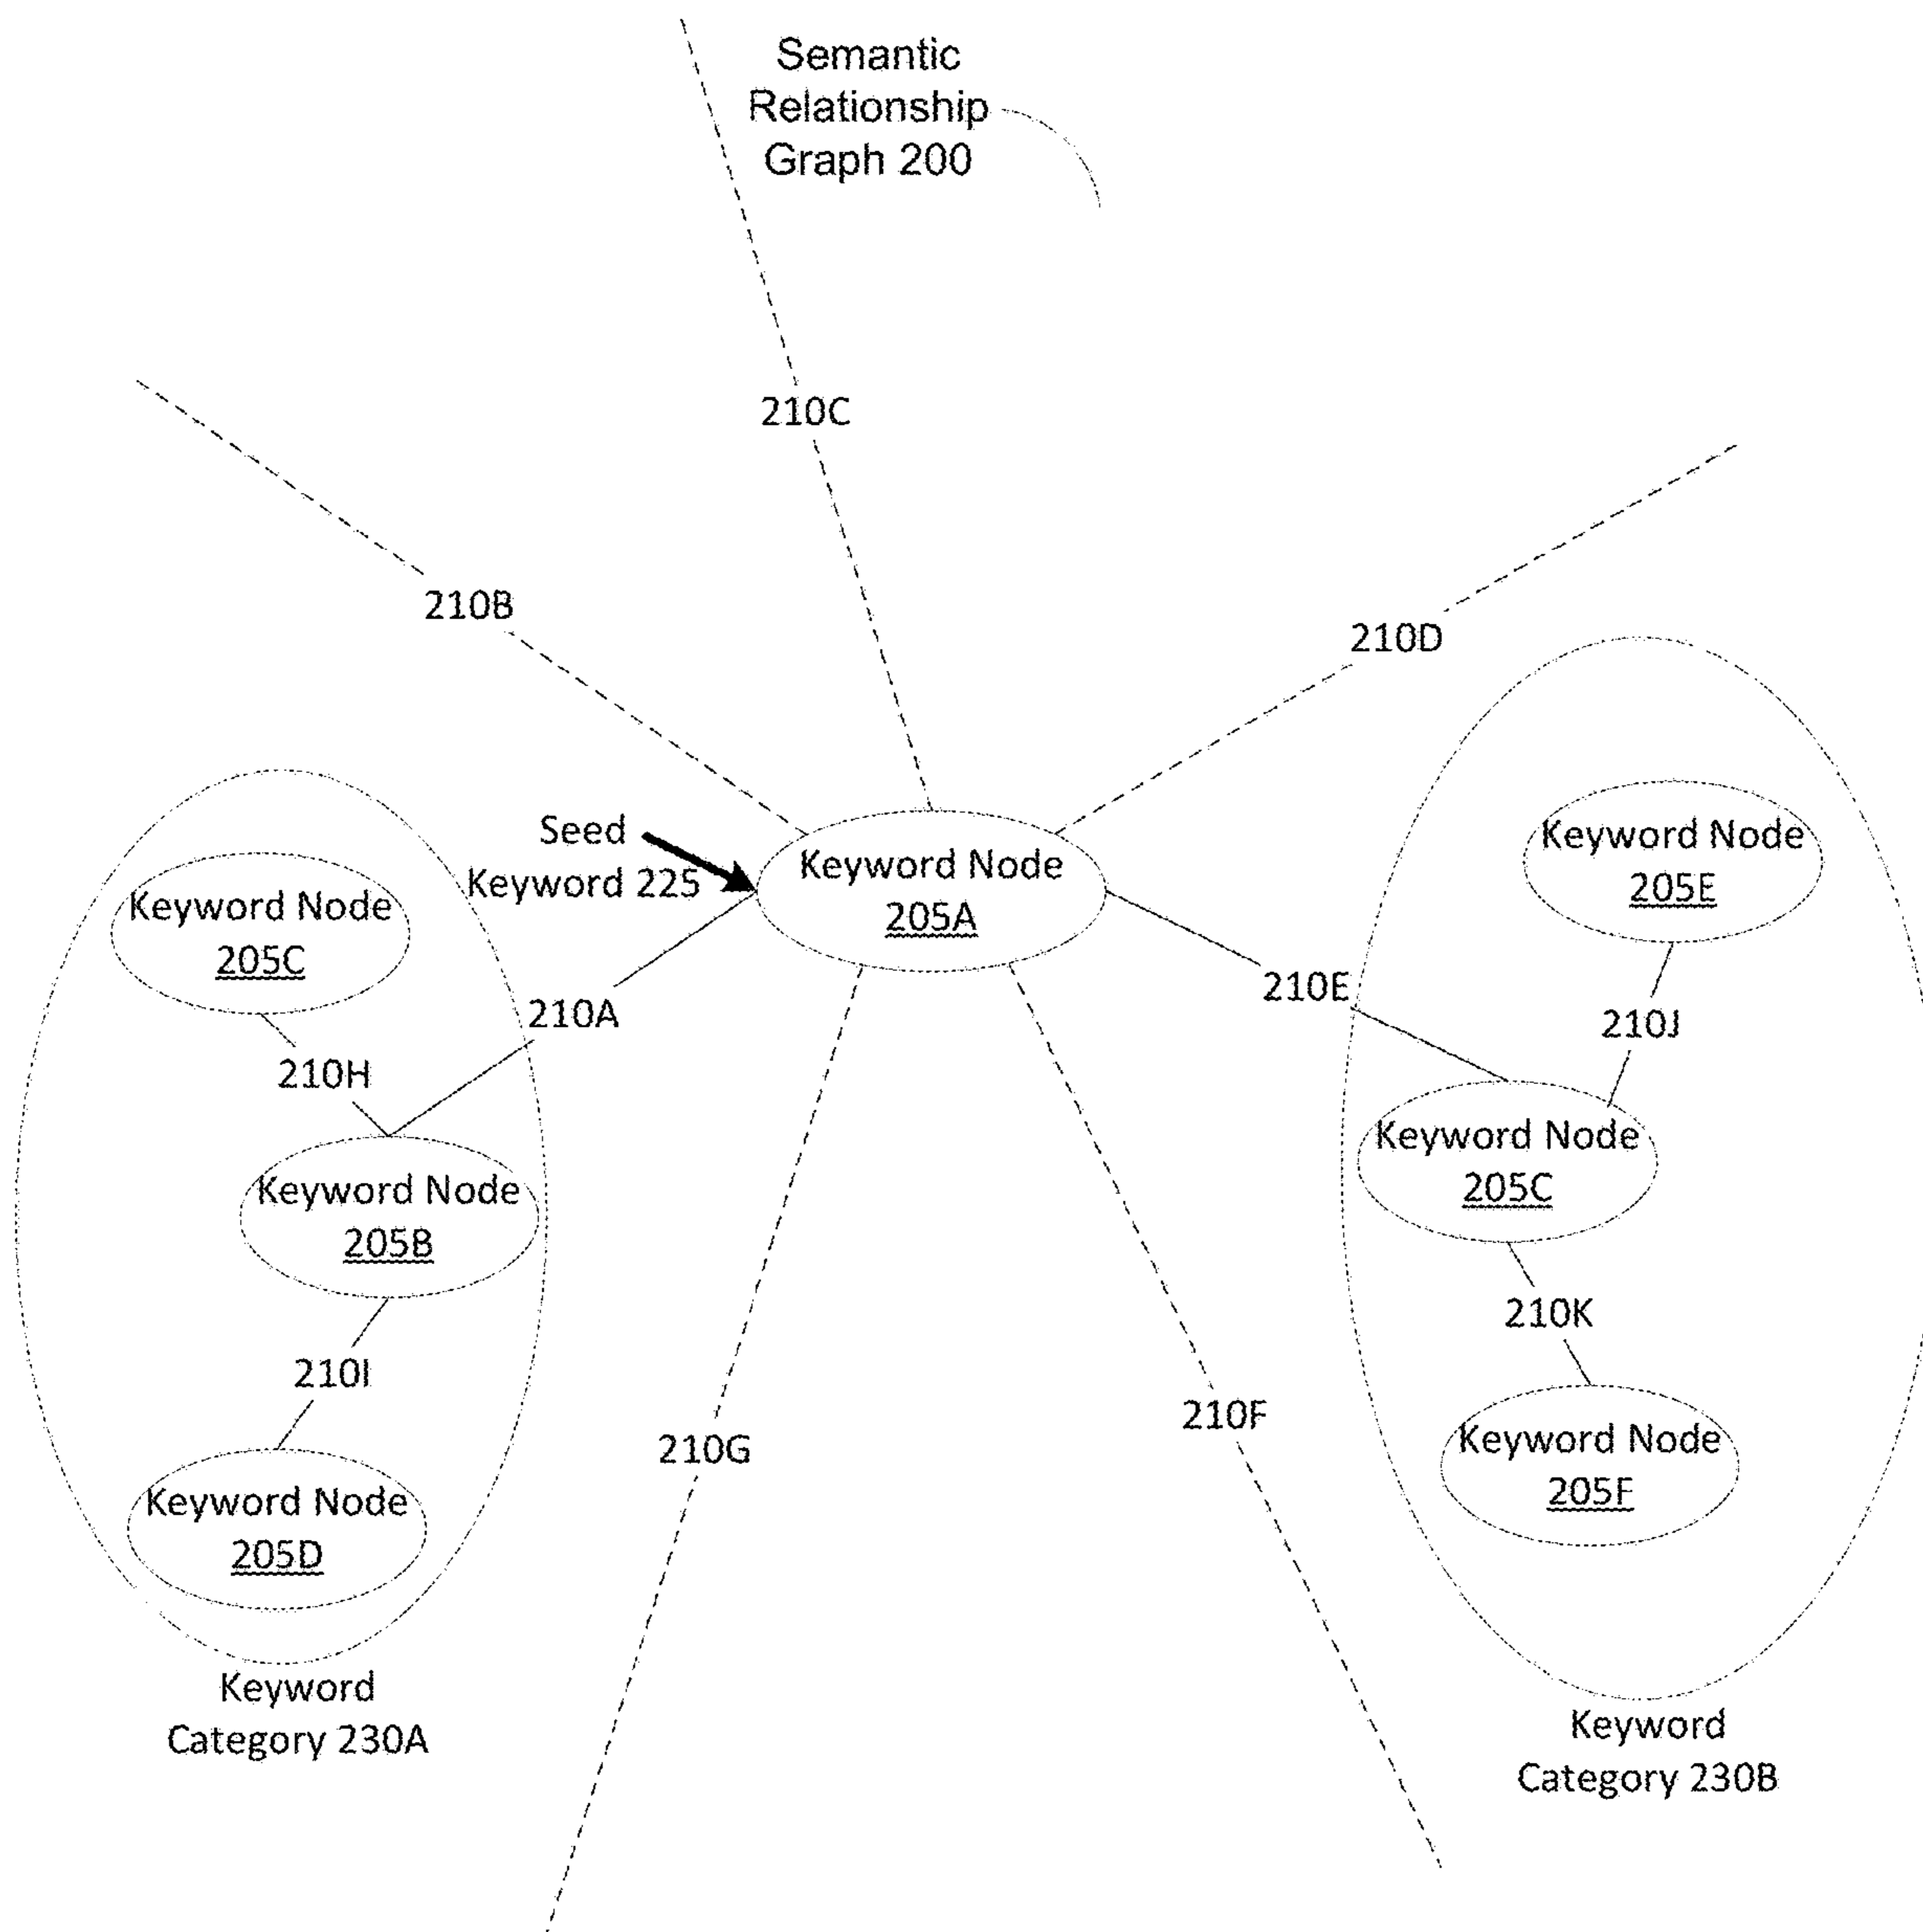 Semantic
Relationship
Graph 200
210C
210B
210D
Seed
Keyword 225
Keyword Node
205A
Keyword Node
205E
Keyword Node
205C
210A
210E
210J
210H
Keyword Node
205B
Keyword Node
205C
210I
210K
210G
210F
Keyword Node
205D
Keyword Node
205F
Keyword
Category 230A
Keyword
Category 230B